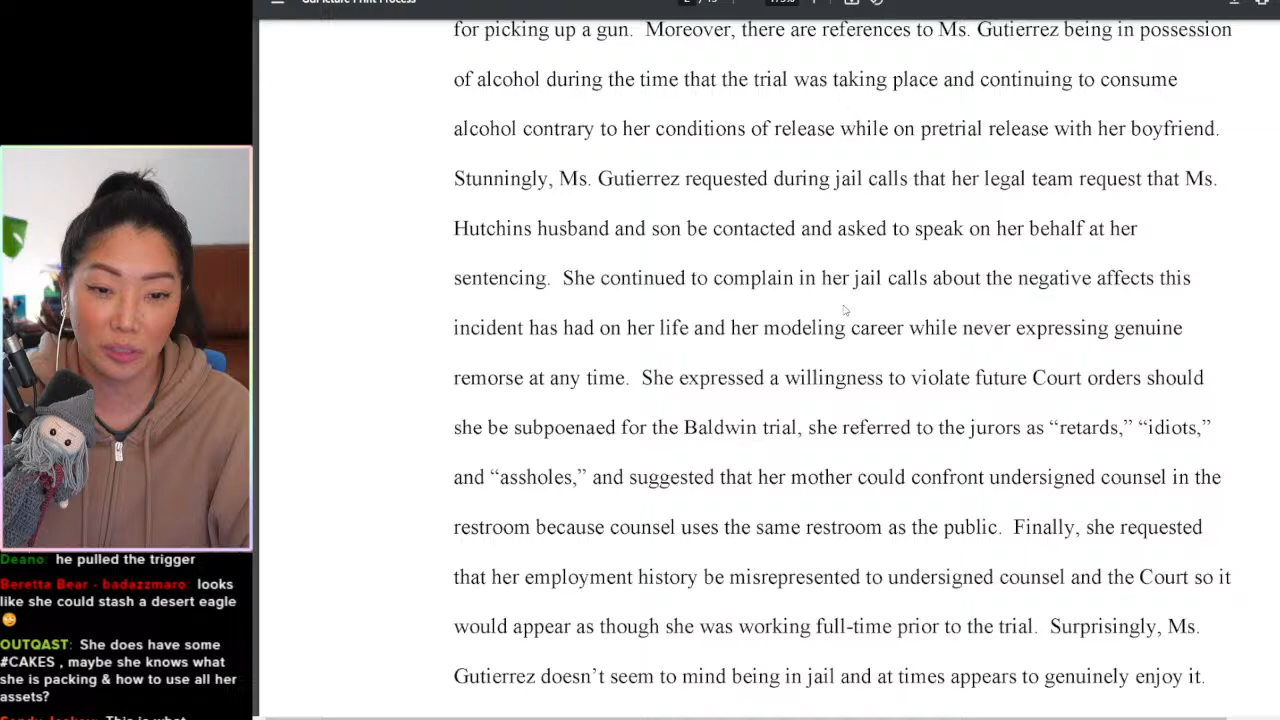 for picking up a gun.  Moreover, there are references to Ms. Gutierrez being in possession
of alcohol during the time that the trial was taking place and continuing to consume
alcohol contrary to her conditions of release while on pretrial release with her boyfriend.
Stunningly, Ms. Gutierrez requested during jail calls that her legal team request that Ms.
Hutchins husband and son be contacted and asked to speak on her behalf at her
sentencing.  She continued to complain in her jail calls about the negative affects this
incident has had on her life and her modeling career while never expressing genuine
remorse at any time.  She expressed a willingness to violate future Court orders should
she be subpoenaed for the Baldwin trial, she referred to the jurors as “retards,” “idiots,”
and “assholes,” and suggested that her mother could confront undersigned counsel in the
restroom because counsel uses the same restroom as the public.  Finally, she requested
that her employment history be misrepresented to undersigned counsel and the Court so it
would appear as though she was working full-time prior to the trial.  Surprisingly, Ms.
Gutierrez doesn’t seem to mind being in jail and at times appears to genuinely enjoy it.
Deano: he pulled the trigger
Beretta Bear - badazzmaro: looks
like she could stash a desert eagle
OUTQAST: She does have some
#CAKES , maybe she knows what
she is packing & how to use all her
assets?
This is what